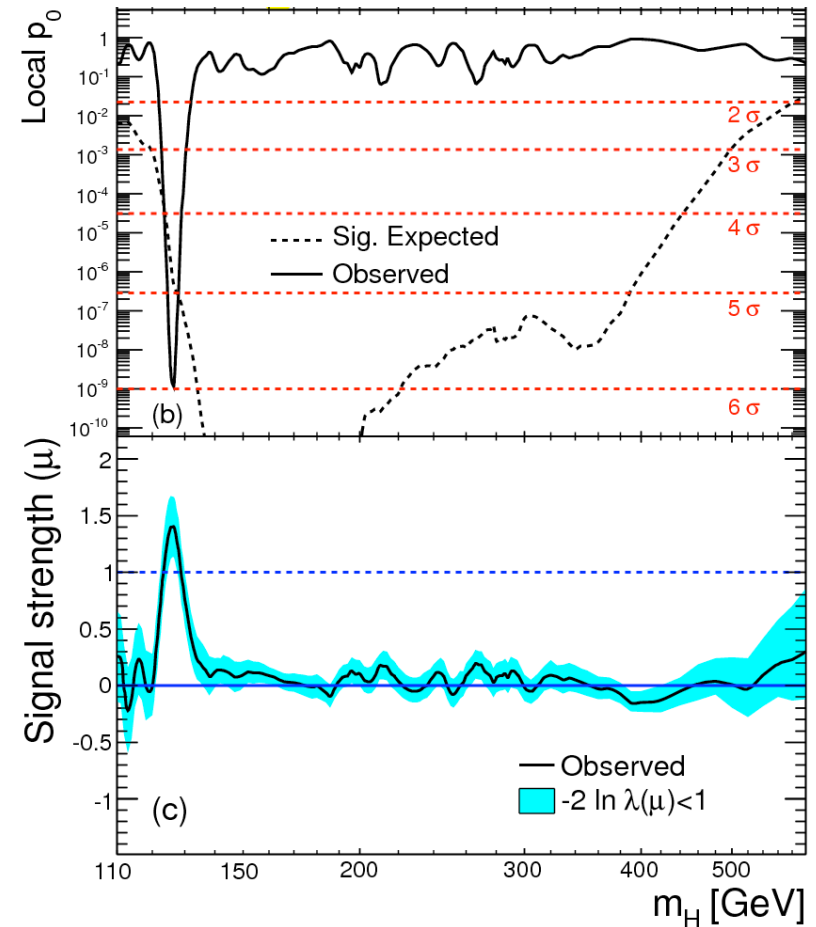 Local p₀
1
10⁻¹
10⁻²
10⁻³
10⁻⁴
10⁻⁵
10⁻⁶
10⁻⁷
10⁻⁸
10⁻⁹
10⁻¹⁰
2 σ
3 σ
4 σ
5 σ
6 σ
Sig. Expected
Observed
(b)
Signal strength (μ)
2
1.5
1
0.5
0
-0.5
-1
Observed
-2 ln λ(μ)<1
(c)
110 150 200 300 400 500
m_H [GeV]